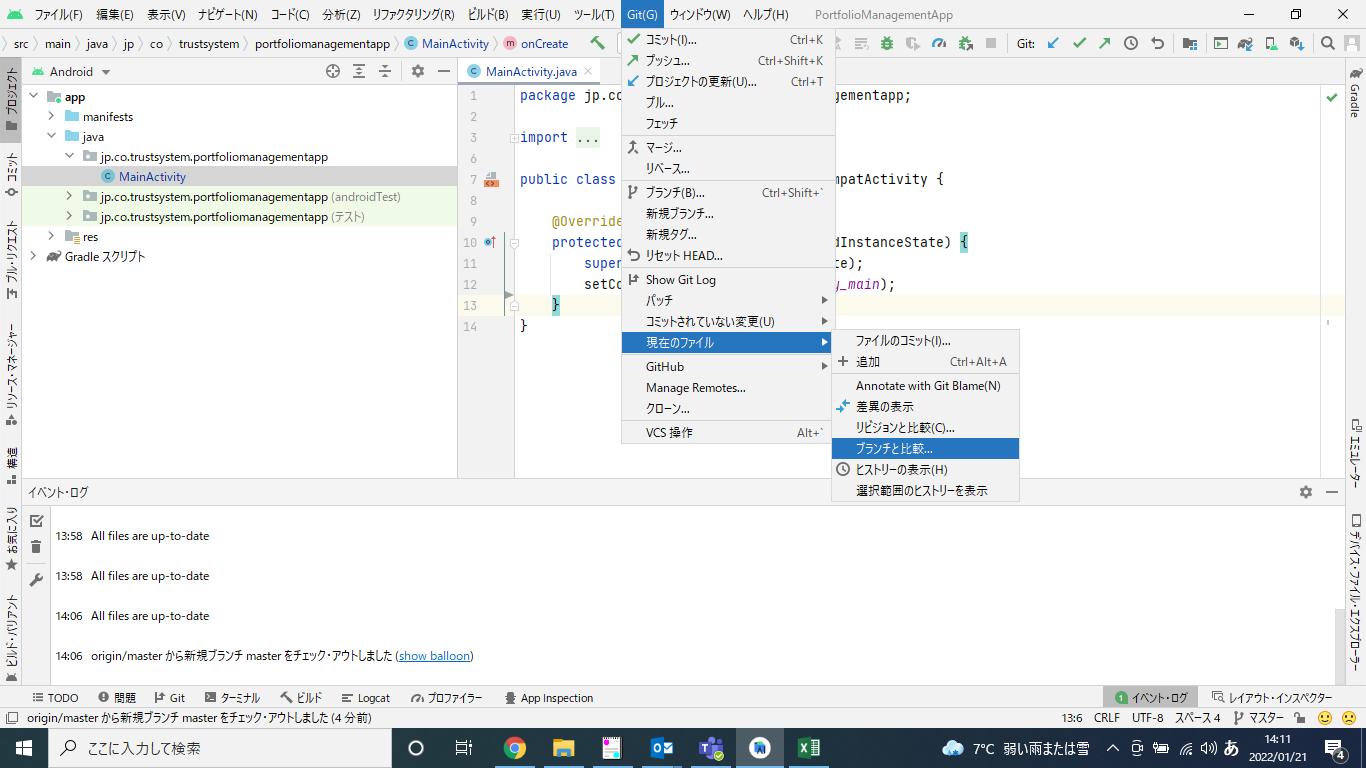 ファイル(F) 編集(E) 表示(V) ナビゲート(N) コード(C) 分析(Z) リファクタリング(R) ビルド(B) 実行(U) ツール(T) Git(G) ウィンドウ(W) ヘルプ(H) PortfolioManagementApp
src main java jp co trustsystem portfoliomanagementapp MainActivity onCreate
Git:
プロジェクト
コミット
プル・リクエスト
リソース・マネージャー
構造
お気に入り
ビルド・バリアント
Android
app
manifests
java
jp.co.trustsystem.portfoliomanagementapp
MainActivity
jp.co.trustsystem.portfoliomanagementapp (androidTest)
jp.co.trustsystem.portfoliomanagementapp (テスト)
res
Gradle スクリプト
MainActivity.java
1 package jp.co
ementapp;
2
3 import ...
6
7 public class
mpatActivity {
8
9 @Override
10 protected
dInstanceState) {
11 super
te);
12 setCo
y_main);
13 }
14 }
コミット(I)... Ctrl+K
プッシュ... Ctrl+Shift+K
プロジェクトの更新(U)... Ctrl+T
プル...
フェッチ
マージ...
リベース...
ブランチ(B)... Ctrl+Shift+`
新規ブランチ...
新規タグ...
リセット HEAD...
Show Git Log
パッチ
コミットされていない変更(U)
現在のファイル
GitHub
Manage Remotes...
クローン...
VCS 操作 Alt+`
ファイルのコミット(I)...
追加 Ctrl+Alt+A
Annotate with Git Blame(N)
差異の表示
リビジョンと比較(C)...
ブランチと比較...
ヒストリーの表示(H)
選択範囲のヒストリーを表示
Gradle
エミュレーター
デバイス・ファイル・エクスプローラー
イベント・ログ
13:58 All files are up-to-date
13:58 All files are up-to-date
14:06 All files are up-to-date
14:06 origin/master から新規ブランチ master をチェック・アウトしました (show balloon)
TODO 問題 Git ターミナル ビルド Logcat プロファイラー App Inspection 1 イベント・ログ レイアウト・インスペクター
origin/master から新規ブランチ master をチェック・アウトしました (4 分前) 13:6 CRLF UTF-8 スペース 4 マスター
ここに入力して検索 7°C 弱い雨または雪 あ 14:11
2022/01/21 4